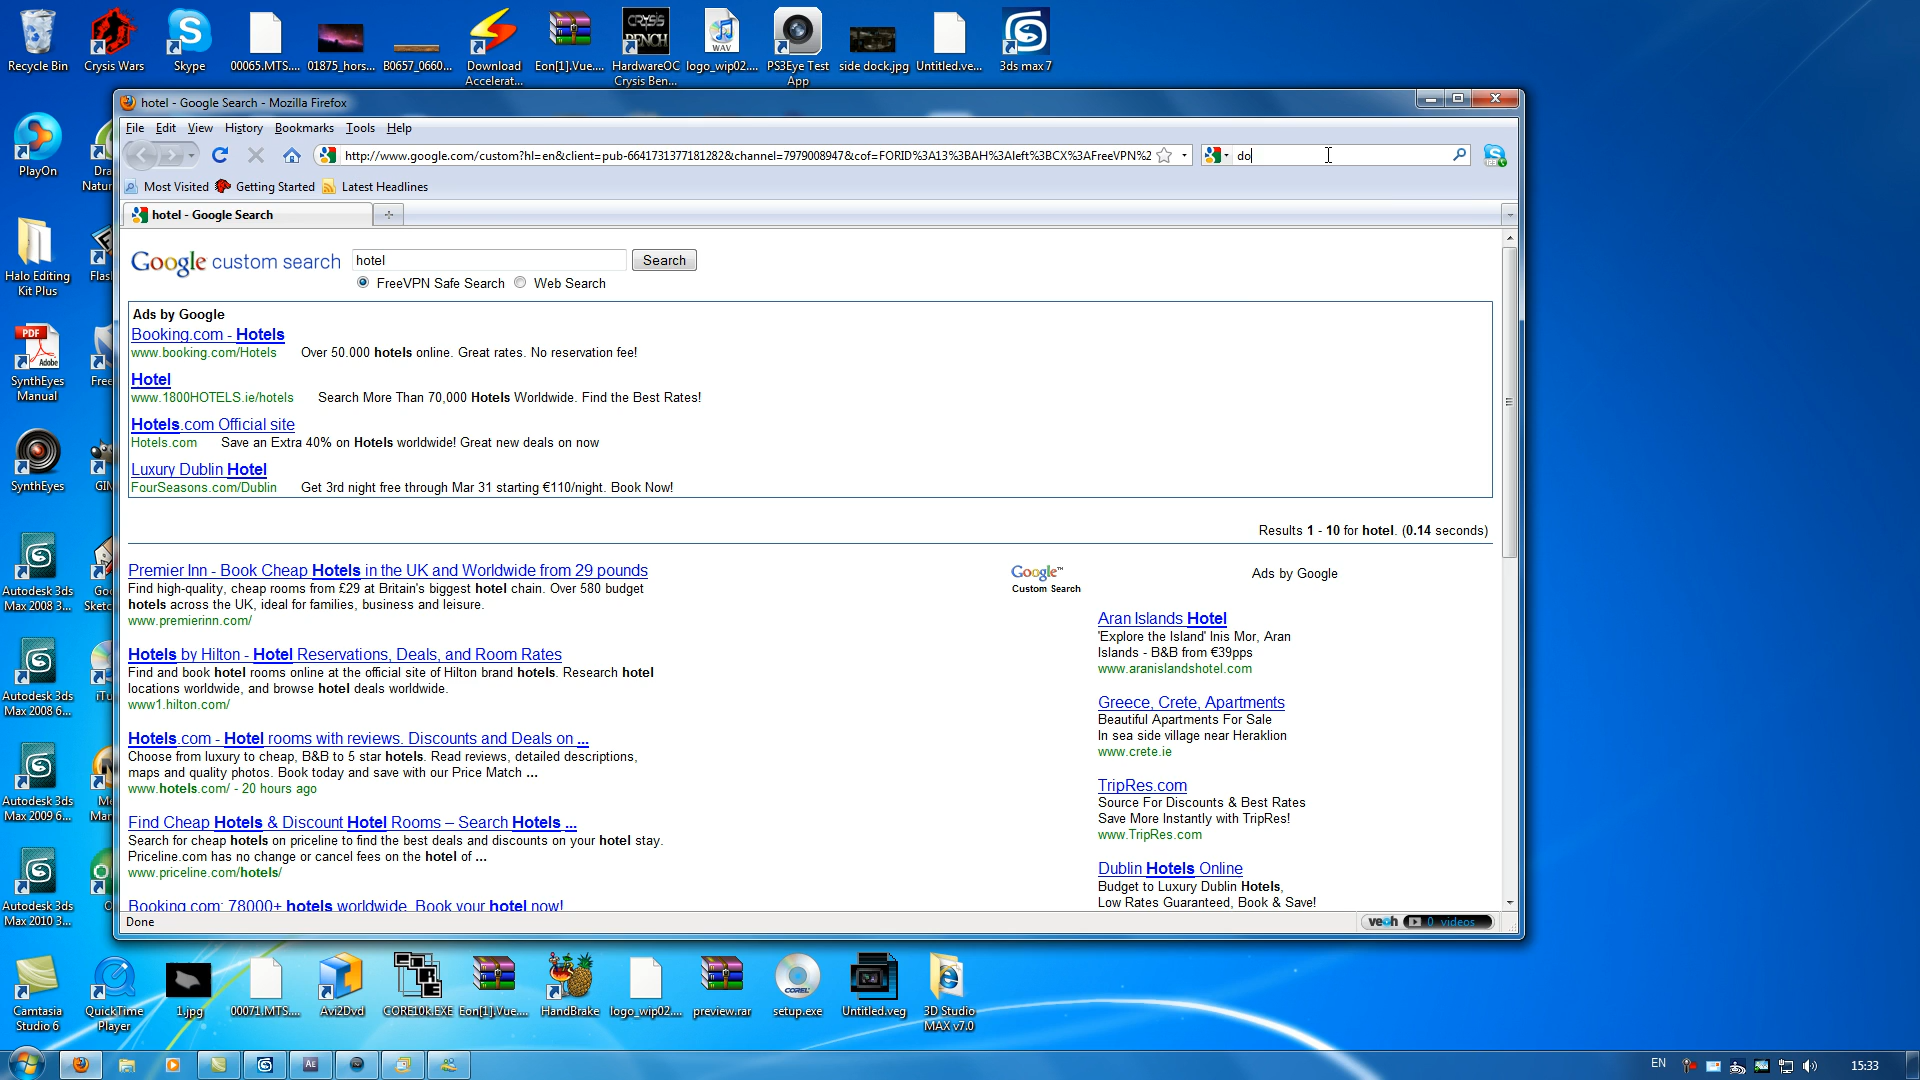 Recycle Bin
Crysis Wars
Skype
00065.MTS....
01875_hors...
B0657_0660...
Download Accelerat...
Eon[1].Vue....
HardwareOC Crysis Ben...
CRYSIS BENCH
logo_wip02....
WAV
PS3Eye Test App
side dock.jpg
Untitled.ve...
3ds max 7
hotel - Google Search - Mozilla Firefox
File Edit View History Bookmarks Tools Help
http://www.google.com/custom?hl=en&client=pub-6641731377181282&channel=7979008947&cof=FORID%3A13%3BAH%3Aleft%3BCX%3AFreeVPN%2
do
Most Visited Getting Started Latest Headlines
hotel - Google Search
Google custom search hotel Search
FreeVPN Safe Search Web Search
Ads by Google
Booking.com - Hotels
www.booking.com/Hotels Over 50.000 hotels online. Great rates. No reservation fee!
Hotel
www.1800HOTELS.ie/hotels Search More Than 70,000 Hotels Worldwide. Find the Best Rates!
Hotels.com Official site
Hotels.com Save an Extra 40% on Hotels worldwide! Great new deals on now
Luxury Dublin Hotel
FourSeasons.com/Dublin Get 3rd night free through Mar 31 starting €110/night. Book Now!
Results 1 - 10 for hotel. (0.14 seconds)
Premier Inn - Book Cheap Hotels in the UK and Worldwide from 29 pounds
Find high-quality, cheap rooms from £29 at Britain's biggest hotel chain. Over 580 budget
hotels across the UK, ideal for families, business and leisure.
www.premierinn.com/
Hotels by Hilton - Hotel Reservations, Deals, and Room Rates
Find and book hotel rooms online at the official site of Hilton brand hotels. Research hotel
locations worldwide, and browse hotel deals worldwide.
www1.hilton.com/
Hotels.com - Hotel rooms with reviews. Discounts and Deals on ...
Choose from luxury to cheap, B&B to 5 star hotels. Read reviews, detailed descriptions,
maps and quality photos. Book today and save with our Price Match ...
www.hotels.com/ - 20 hours ago
Find Cheap Hotels & Discount Hotel Rooms – Search Hotels ...
Search for cheap hotels on priceline to find the best deals and discounts on your hotel stay.
Priceline.com has no change or cancel fees on the hotel of ...
www.priceline.com/hotels/
Booking.com: 78000+ hotels worldwide. Book your hotel now!
Google™
Custom Search
Ads by Google
Aran Islands Hotel
'Explore the Island' Inis Mor, Aran
Islands - B&B from €39pps
www.aranislandshotel.com
Greece, Crete, Apartments
Beautiful Apartments For Sale
In sea side village near Heraklion
www.crete.ie
TripRes.com
Source For Discounts & Best Rates
Save More Instantly with TripRes!
www.TripRes.com
Dublin Hotels Online
Budget to Luxury Dublin Hotels,
Low Rates Guaranteed, Book & Save!
Done
veoh 0 videos
PlayOn
Halo Editing Kit Plus
PDF
Adobe
SynthEyes Manual
SynthEyes
Autodesk 3ds Max 2008 3...
Autodesk 3ds Max 2008 6...
Autodesk 3ds Max 2009 6...
Autodesk 3ds Max 2010 3...
Camtasia Studio 6
QuickTime Player
1.jpg
00071.MTS....
Avi2Dvd
CORE10k.EXE
Eon[1].Vue....
HandBrake
logo_wip02....
preview.rar
COREL
setup.exe
Untitled.veg
3D Studio MAX v7.0
AE
EN
15:33